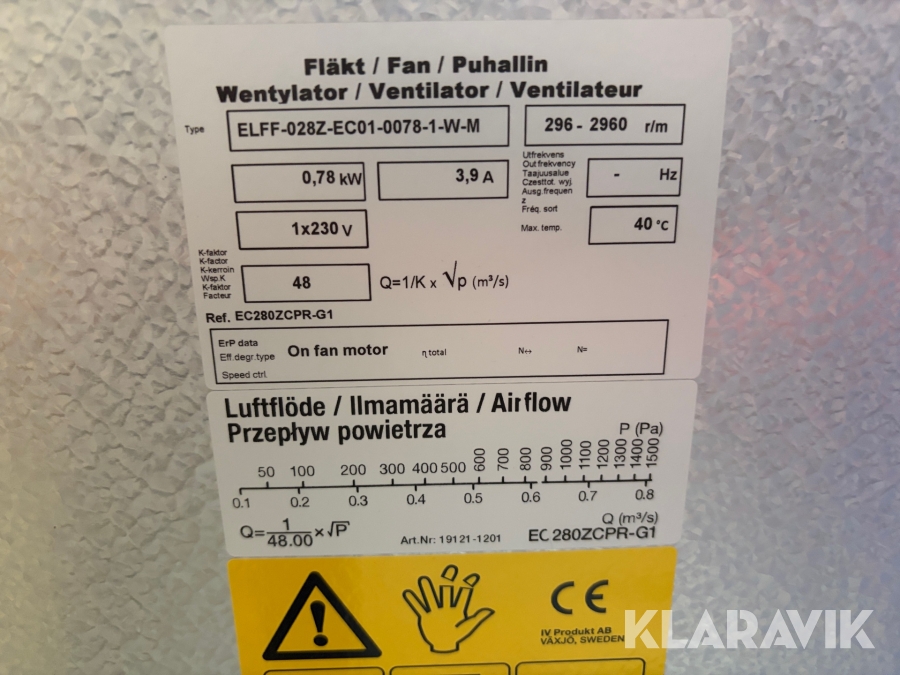 Fläkt / Fan / Puhallin
Wentylator / Ventilator / Ventilateur
Type ELFF-028Z-EC01-0078-1-W-M 296 - 2960 r/m
0,78 kW 3,9 A
Utfrekvens
Out frequency
Taajuusalue
Czesttot. wyj.
Ausg.frequen
z
Fréq. sort
- Hz
1x230 V
Max. temp. 40 °C
K-faktor
K-factor
K-kerroin
Wsp.K
K-faktor
Facteur
48 Q=1/K x √p (m³/s)
Ref. EC280ZCPR-G1
ErP data
Eff.degr.type On fan motor η total N↔ N=
Speed ctrl
Luftflöde / Ilmamäärä / Airflow
Przepływ powietrza
P (Pa)
50 100 200 300 400 500 600 700 800 900 1000 1100 1200 1300 1400 1500
0.1 0.2 0.3 0.4 0.5 0.6 0.7 0.8
Q (m³/s)
Q=1/48.00 x √P Art.Nr: 19121-1201 EC 280ZCPR-G1
CE
IV Produkt AB
VÄXJÖ, SWEDEN
KLARAVIK